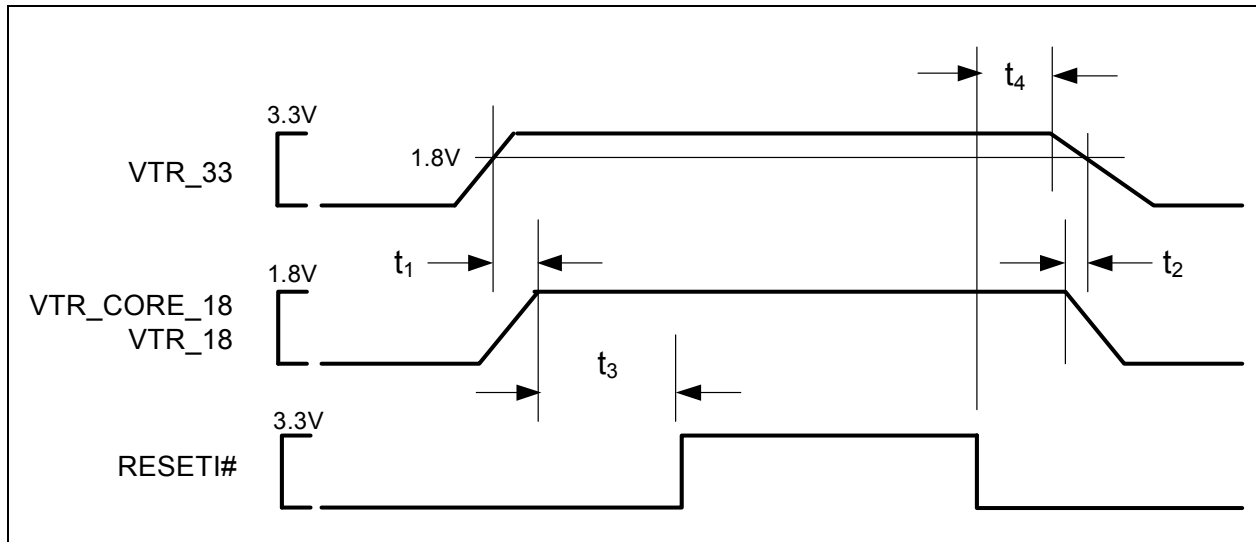 t4
3.3V
1.8V
VTR_33
t1
t2
1.8V
VTR_CORE_18
VTR_18
t3
3.3V
RESETI#